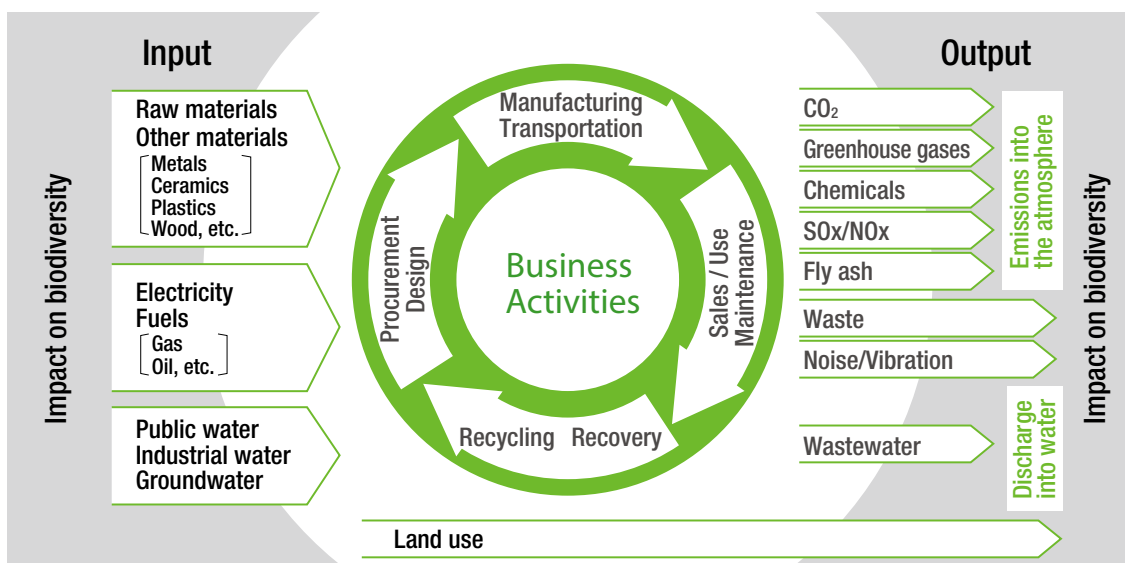 Input
Output
Impact on biodiversity
Raw materials
Other materials
Metals
Ceramics
Plastics
Wood, etc.
Electricity
Fuels
Gas
Oil, etc.
Public water
Industrial water
Groundwater
Manufacturing
Transportation
Procurement
Design
Business
Activities
Sales / Use
Maintenance
Recycling Recovery
CO₂
Greenhouse gases
Chemicals
SOx/NOx
Fly ash
Emissions into
the atmosphere
Waste
Noise/Vibration
Wastewater
Discharge
into water
Impact on biodiversity
Land use